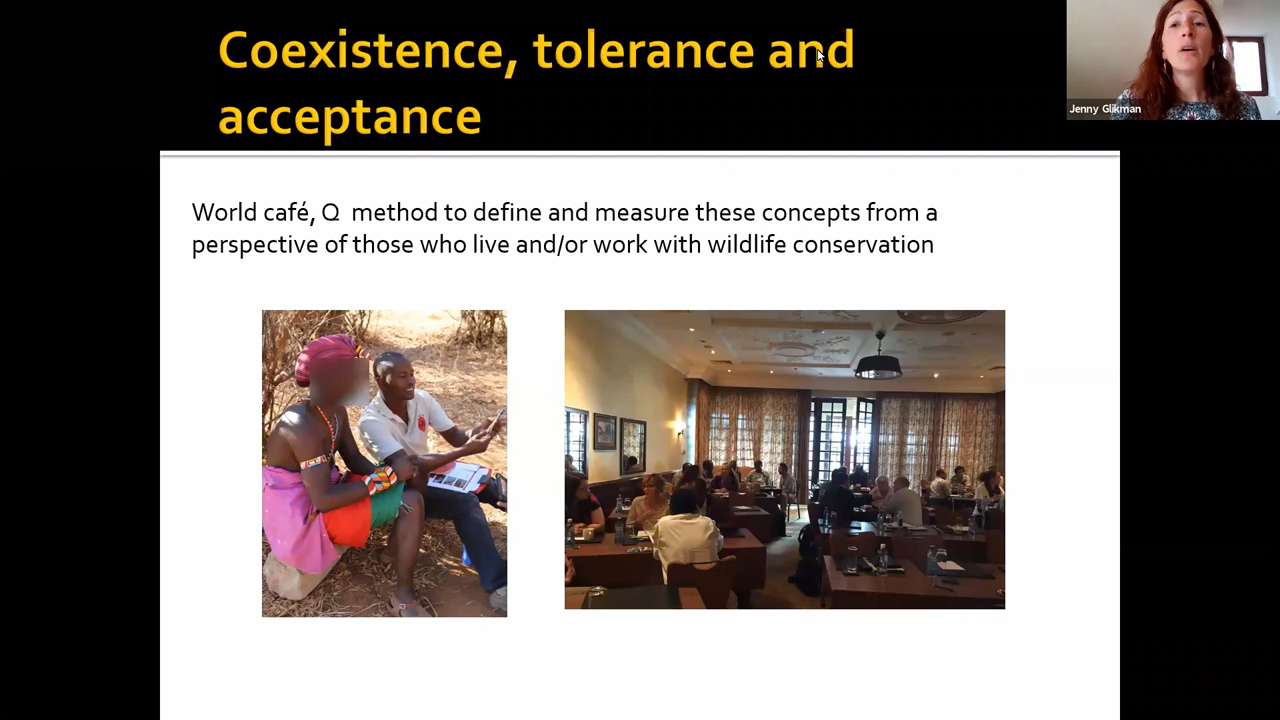 Coexistence, tolerance and
acceptance
Jenny Glikman
World café, Q  method to define and measure these concepts from a
perspective of those who live and/or work with wildlife conservation